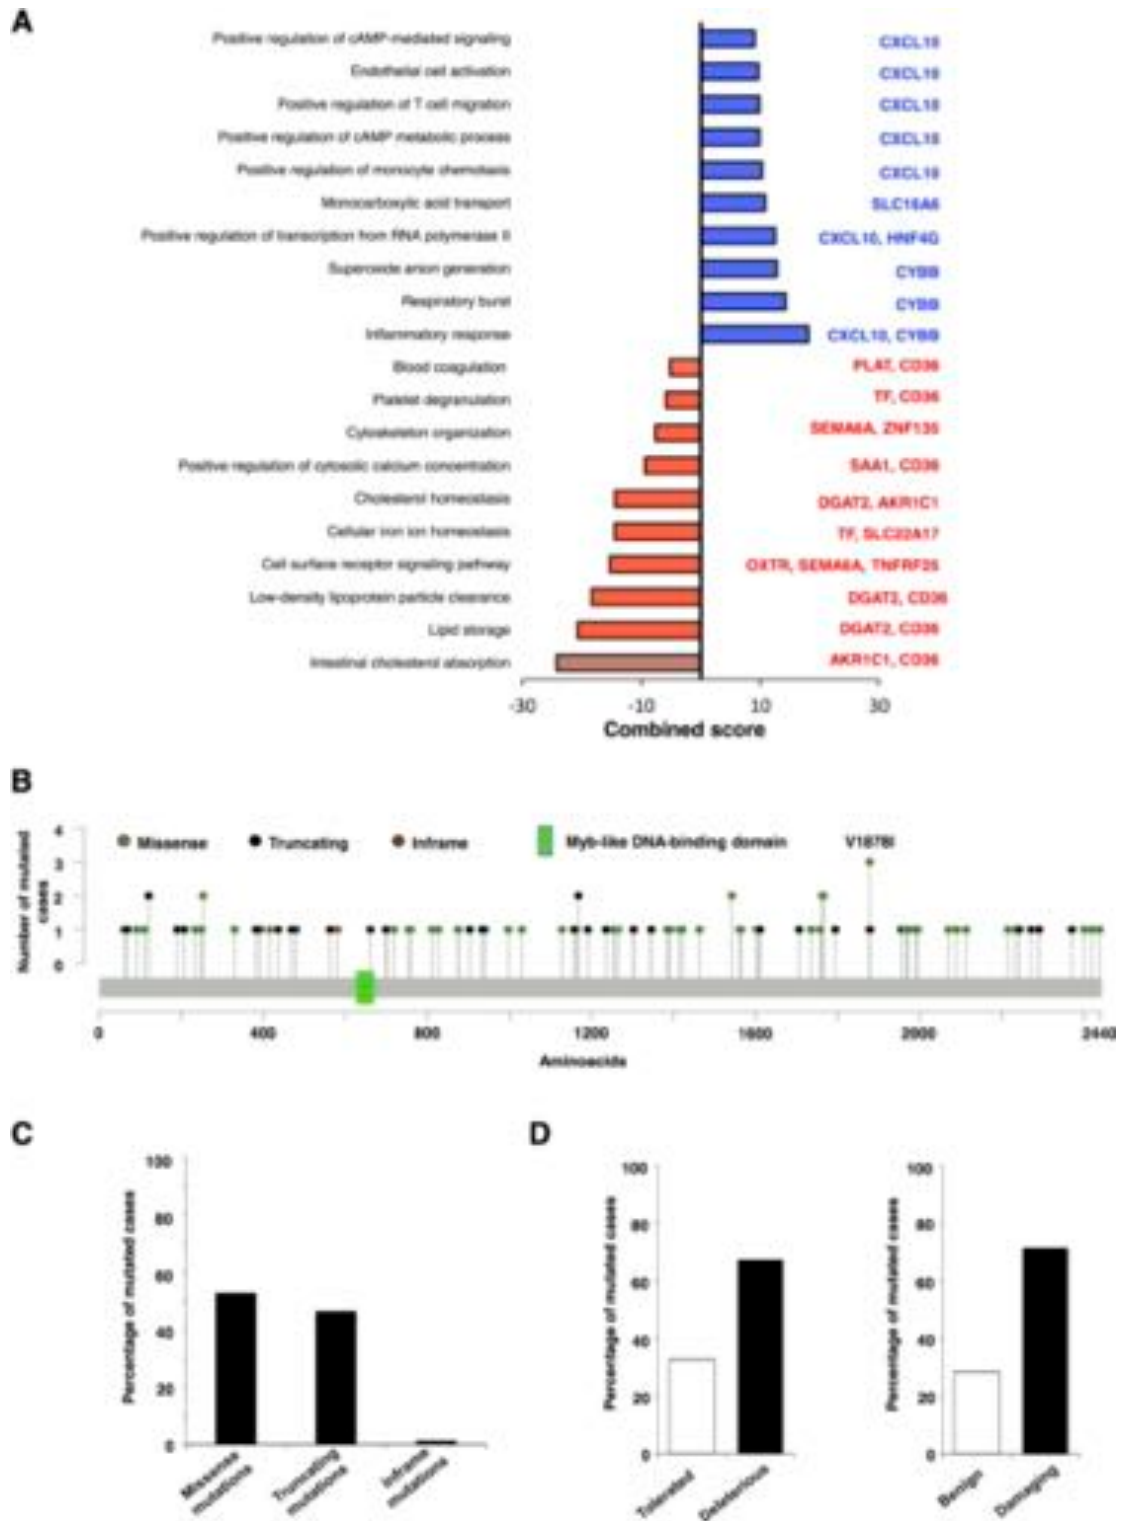 A
Positive regulation of cAMP-mediated signaling CXCL10
Endothelial cell activation CXCL10
Positive regulation of T cell migration CXCL10
Positive regulation of cAMP metabolic process CXCL10
Positive regulation of monocyte chemotaxis CXCL10
Monocarboxylic acid transport SLC16A6
Positive regulation of transcription from RNA polymerase II CXCL10, HNF4G
Superoxide anion generation CYBB
Respiratory burst CYBB
Inflammatory response CXCL10, CYBB
Blood coagulation PLAT, CD36
Platelet degranulation TF, CD36
Cytoskeleton organization SEMA6A, ZNF135
Positive regulation of cytosolic calcium concentration SAA1, CD36
Cholesterol homeostasis DGAT2, AKR1C1
Cellular iron ion homeostasis TF, SLC22A17
Cell surface receptor signaling pathway OXTR, SEMA6A, TNFRF25
Low-density lipoprotein particle clearance DGAT2, CD36
Lipid storage DGAT2, CD36
Intestinal cholesterol absorption AKR1C1, CD36
-30 -10 10 30
Combined score
B
Number of mutated cases
4
3
2
1
0
Missense Truncating Inframe Myb-like DNA-binding domain V1878I
0 400 800 1200 1600 2000 2440
Aminoacids
C
Percentage of mutated cases
100
80
60
40
20
0
Missense mutations
Truncating mutations
Inframe mutations
D
Percentage of mutated cases
100
80
60
40
20
0
Tolerated
Deleterious
Percentage of mutated cases
100
80
60
40
20
0
Benign
Damaging